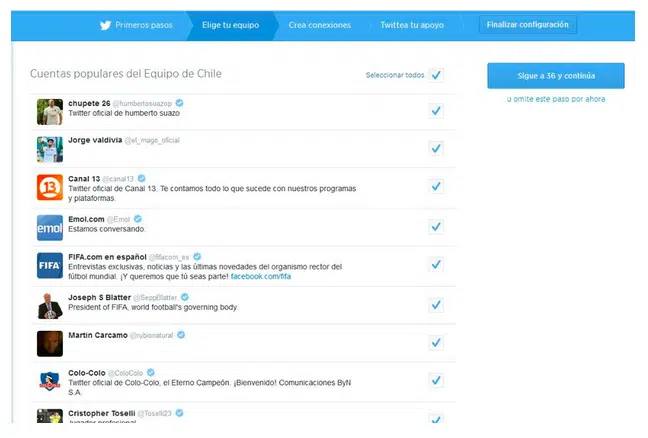 Primeros pasos
Elige tu equipo
Crea conexiones
Twittea tu apoyo
Finalizar configuración
Cuentas populares del Equipo de Chile
Seleccionar todos
Sigue a 36 y continúa
u omite este paso por ahora
chupete 26 @humbertosuazop
Twitter oficial de humberto suazo
Jorge valdivia @el_mago_oficial
13
Canal 13 @canal13
Twitter oficial de Canal 13. Te contamos todo lo que sucede con nuestros programas
y plataformas.
emol
Emol.com @Emol
Estamos conversando.
FIFA
FIFA.com en español @fifacom_es
Entrevistas exclusivas, noticias y las últimas novedades del organismo rector del
fútbol mundial. ¡Y queremos que tú seas parte! facebook.com/fifa
Joseph S Blatter @SeppBlatter
President of FIFA, world football's governing body.
Martín Carcamo @rybionatural
Colo-Colo @ColoColo
Twitter oficial de Colo-Colo, el Eterno Campeón. ¡Bienvenido! Comunicaciones ByN
S.A.
Cristopher Toselli @Toselli23
Jugador profesional